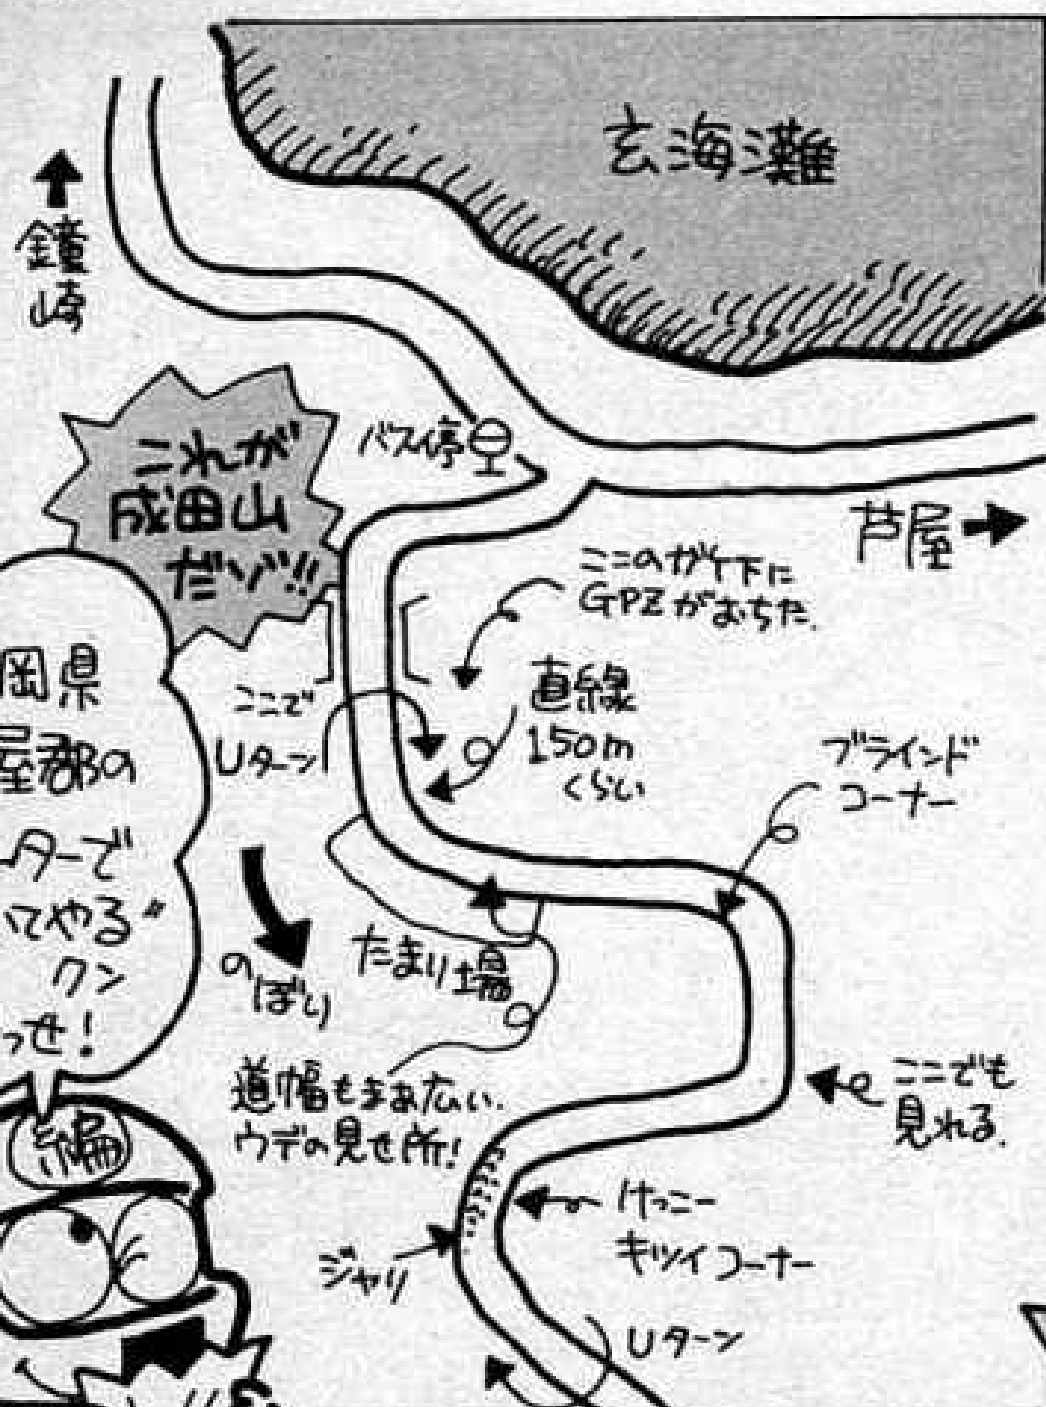 玄海灘
鐘
崎
これが
成田山
だゾ!!
バス停
芦屋
ここのガケ下に
GPZがおちた.
直線
150m
くらい
ここで
Uターン
ブラインド
コーナー
岡県
屋郡の
ターで
いてやる〃
クン
っせ!
編
のぼり
たまり場
道幅もまぁ広い.
ウデの見せ所!
ここでも
見れる.
けっこー
キツイコーナー
ジャリ
Uターン